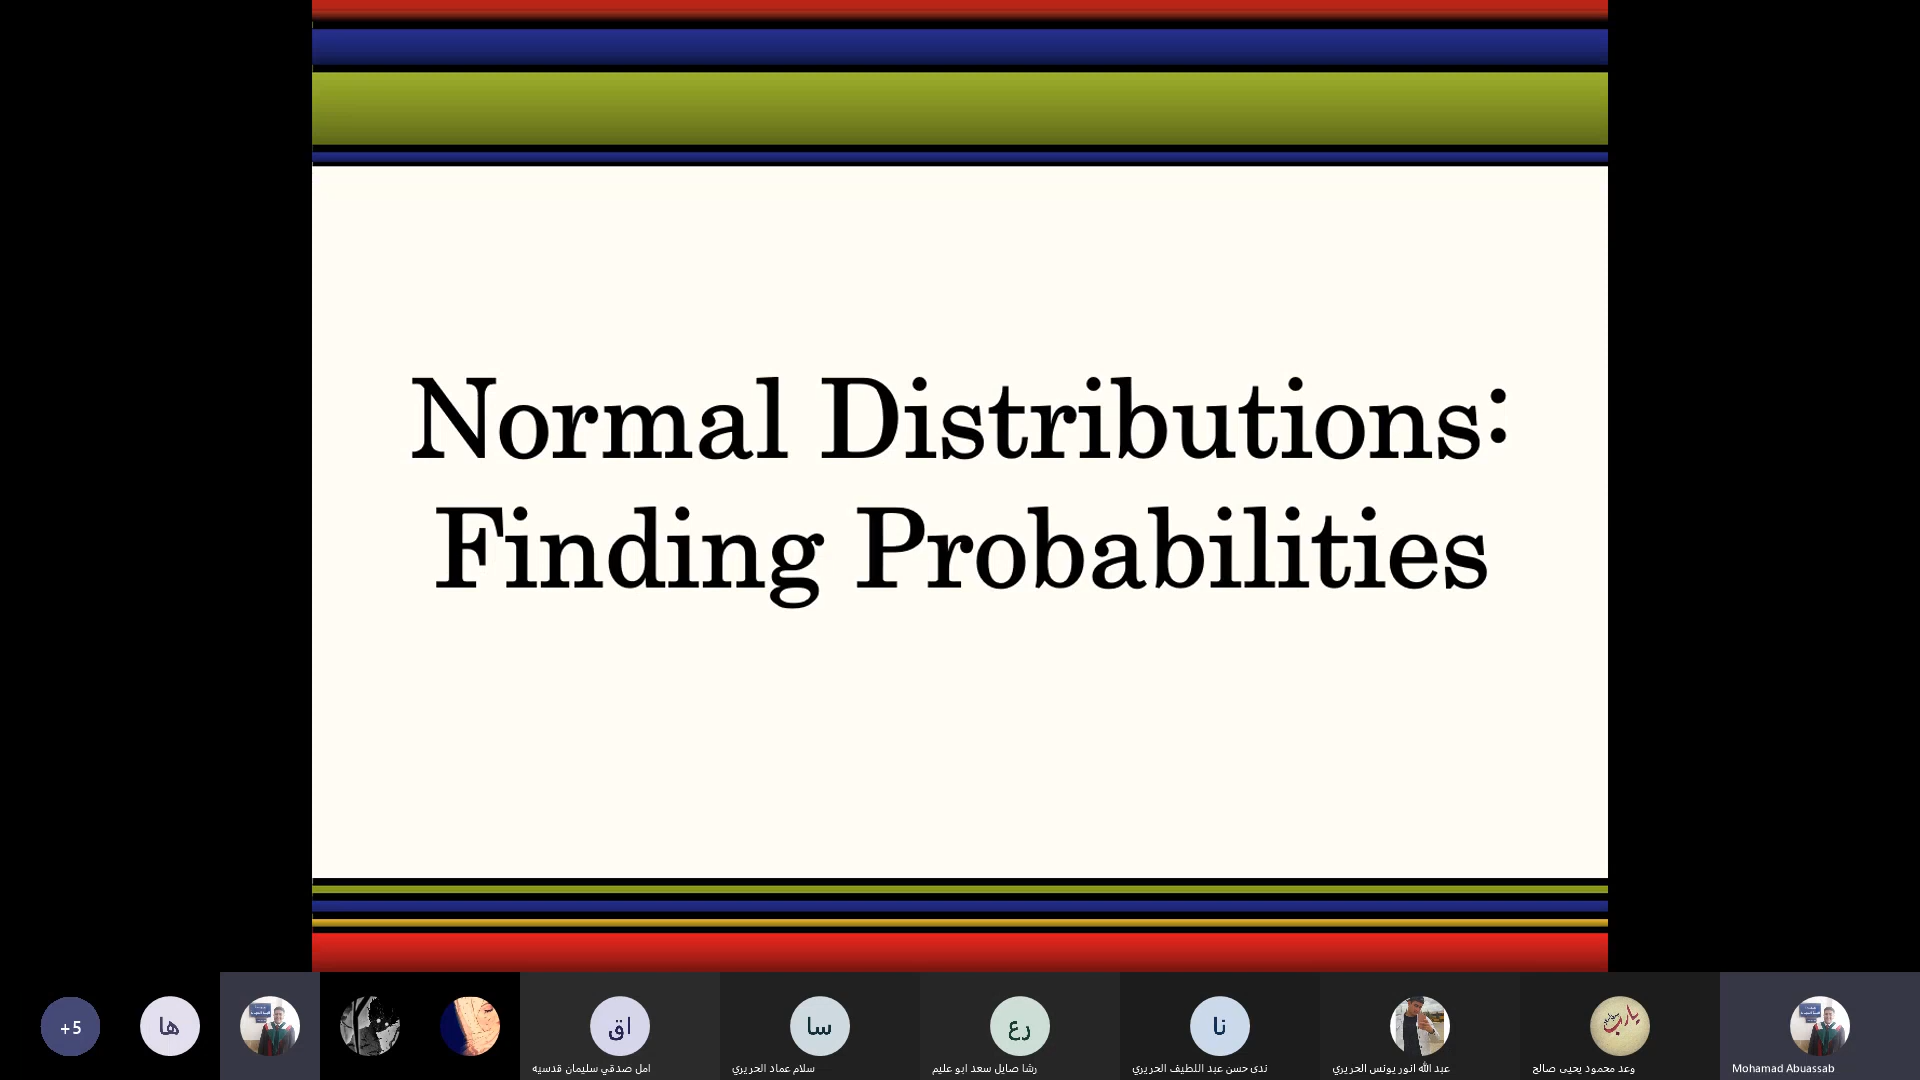 Normal Distributions:
Finding Probabilities
+5
ها
اق
امل صدقي سليمان قدسيه
سا
سلام عماد الحريري
رع
رشا صايل سعد ابو عليم
نا
ندى حسن عبد اللطيف الحريري
عبد الله انور يونس الحريري
يارب
وعد محمود يحيى صالح
Mohamad Abuassab